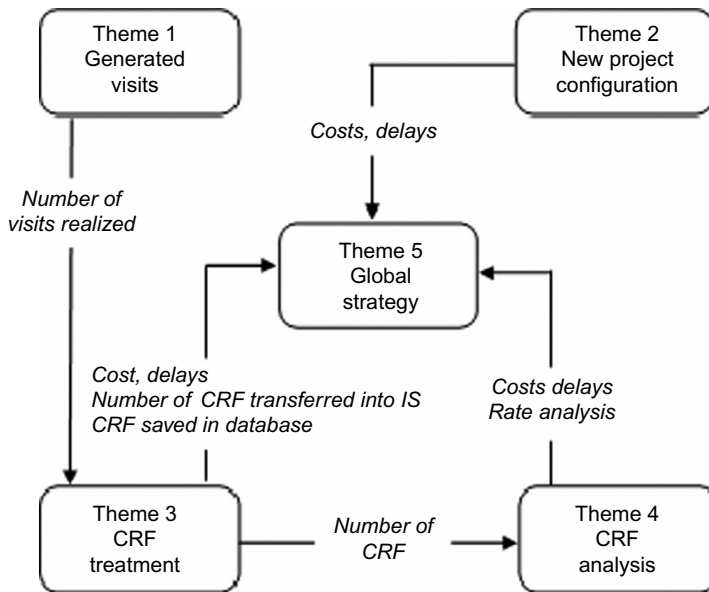 Theme 1
Generated
visits
Theme 2
New project
configuration
Costs, delays
Number of
visits realized
Theme 5
Global
strategy
Cost, delays
Number of CRF transferred into IS
CRF saved in database
Costs delays
Rate analysis
Theme 3
CRF
treatment
Number of
CRF
Theme 4
CRF
analysis